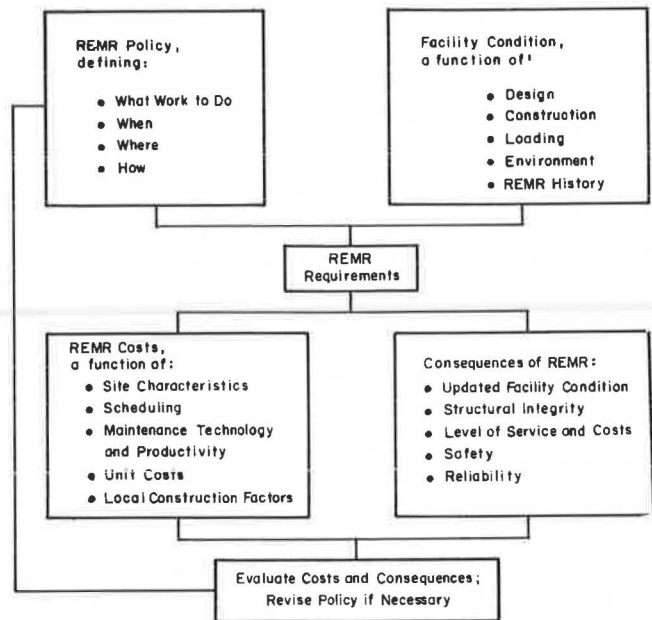 REMR Policy,
defining:
• What Work to Do
• When
• Where
• How
Facility Condition,
a function of:
• Design
• Construction
• Loading
• Environment
• REMR History
REMR
Requirements
REMR Costs,
a function of:
• Site Characteristics
• Scheduling
• Maintenance Technology
and Productivity
• Unit Costs
• Local Construction Factors
Consequences of REMR:
• Updated Facility Condition
• Structural Integrity
• Level of Service and Costs
• Safety
• Reliability
Evaluate Costs and Consequences;
Revise Policy if Necessary